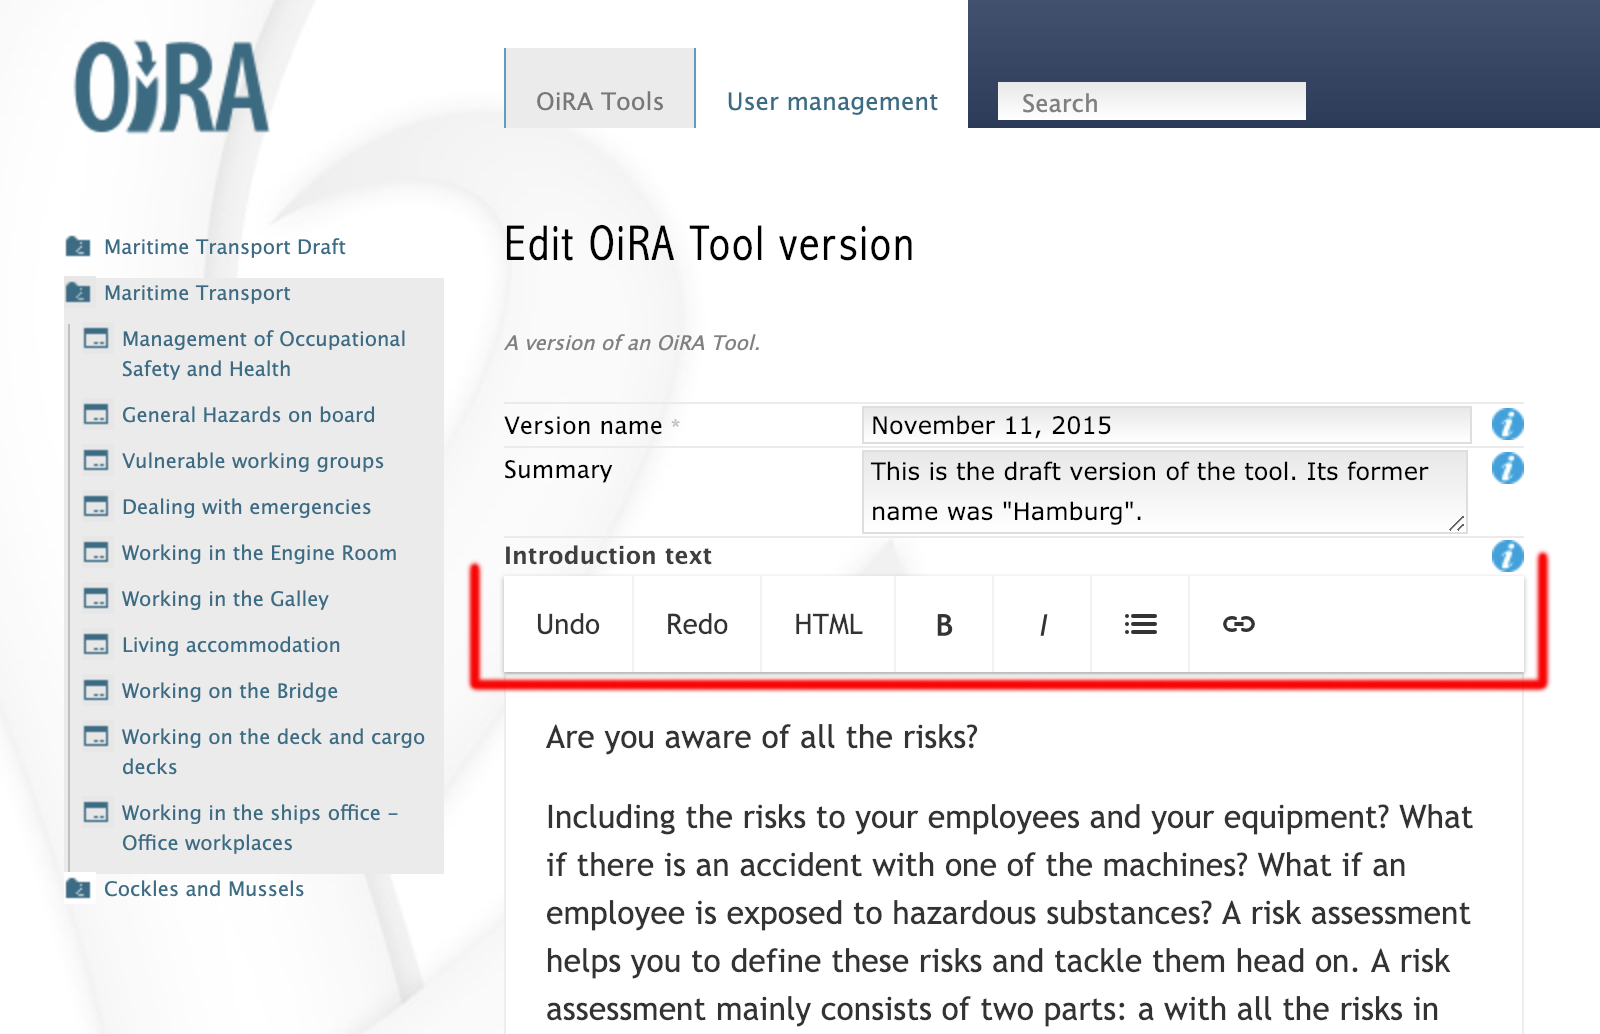 OiRA
OiRA Tools
User management
Search
Maritime Transport Draft
Maritime Transport
Management of Occupational
Safety and Health
General Hazards on board
Vulnerable working groups
Dealing with emergencies
Working in the Engine Room
Working in the Galley
Living accommodation
Working on the Bridge
Working on the deck and cargo
decks
Working in the ships office –
Office workplaces
Cockles and Mussels
Edit OiRA Tool version
A version of an OiRA Tool.
Version name *
November 11, 2015
Summary
This is the draft version of the tool. Its former
name was "Hamburg".
Introduction text
Undo Redo HTML B I
Are you aware of all the risks?
Including the risks to your employees and your equipment? What
if there is an accident with one of the machines? What if an
employee is exposed to hazardous substances? A risk assessment
helps you to define these risks and tackle them head on. A risk
assessment mainly consists of two parts: a with all the risks in